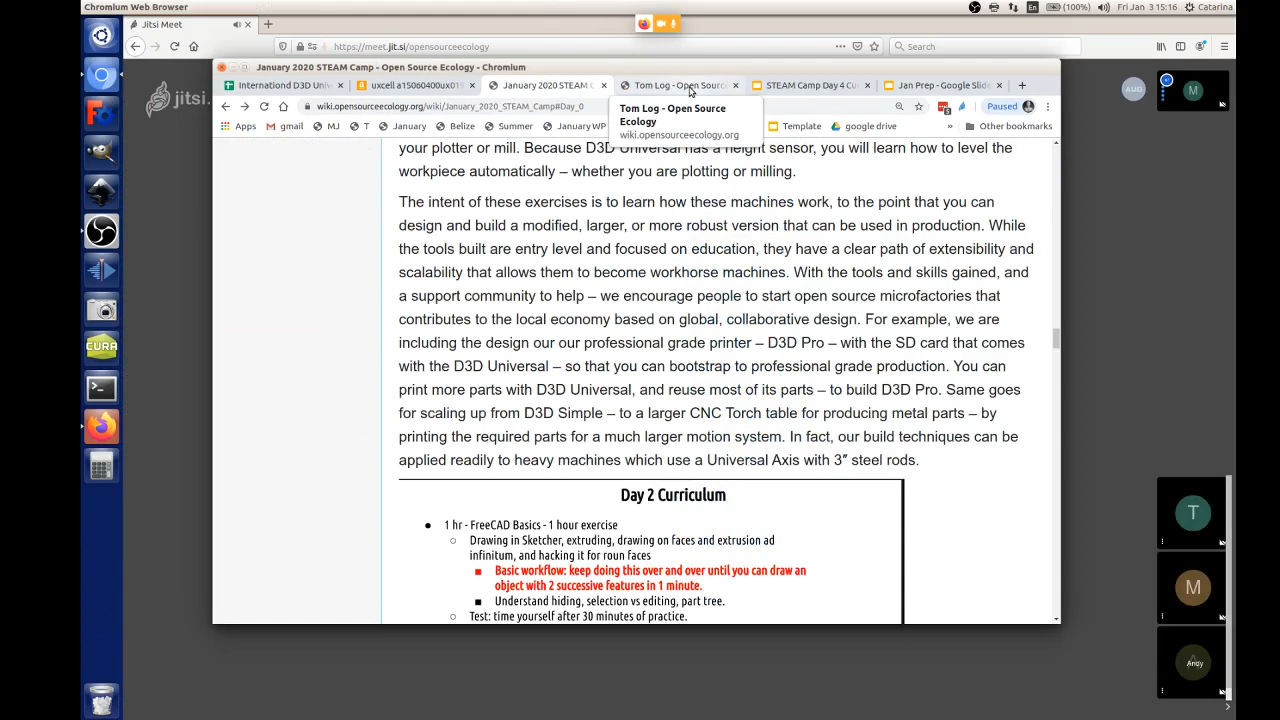 Chromium Web Browser
En
(100%)
Fri Jan 3 15:16
Catarina
Jitsi Meet
https://meet.jit.si/opensourceecology
Search
January 2020 STEAM Camp - Open Source Ecology - Chromium
Internationl D3D Univ
uxcell a15060400ux01
January 2020 STEAM C
Tom Log - Open Sourc
STEAM Camp Day 4 Cu
Jan Prep - Google Slide
wiki.opensourceecology.org/wiki/January_2020_STEAM_Camp#Day_0
Paused
Apps
gmail
MJ
TC
January
Belize
Summer
January WP
Template
google drive
Other bookmarks
Tom Log - Open Source
Ecology
wiki.opensourceecology.org
jitsi.
AUD
M
your plotter or mill. Because D3D Universal has a height sensor, you will learn how to level the
workpiece automatically – whether you are plotting or milling.
The intent of these exercises is to learn how these machines work, to the point that you can
design and build a modified, larger, or more robust version that can be used in production. While
the tools built are entry level and focused on education, they have a clear path of extensibility and
scalability that allows them to become workhorse machines. With the tools and skills gained, and
a support community to help – we encourage people to start open source microfactories that
contributes to the local economy based on global, collaborative design. For example, we are
including the design our our professional grade printer – D3D Pro – with the SD card that comes
with the D3D Universal – so that you can bootstrap to professional grade production. You can
print more parts with D3D Universal, and reuse most of its parts – to build D3D Pro. Same goes
for scaling up from D3D Simple – to a larger CNC Torch table for producing metal parts – by
printing the required parts for a much larger motion system. In fact, our build techniques can be
applied readily to heavy machines which use a Universal Axis with 3″ steel rods.
Day 2 Curriculum
● 1 hr - FreeCAD Basics - 1 hour exercise
○ Drawing in Sketcher, extruding, drawing on faces and extrusion ad
infinitum, and hacking it for roun faces
■ Basic workflow: keep doing this over and over until you can draw an
object with 2 successive features in 1 minute.
■ Understand hiding, selection vs editing, part tree.
○ Test: time yourself after 30 minutes of practice.
CURA
T
M
Andy